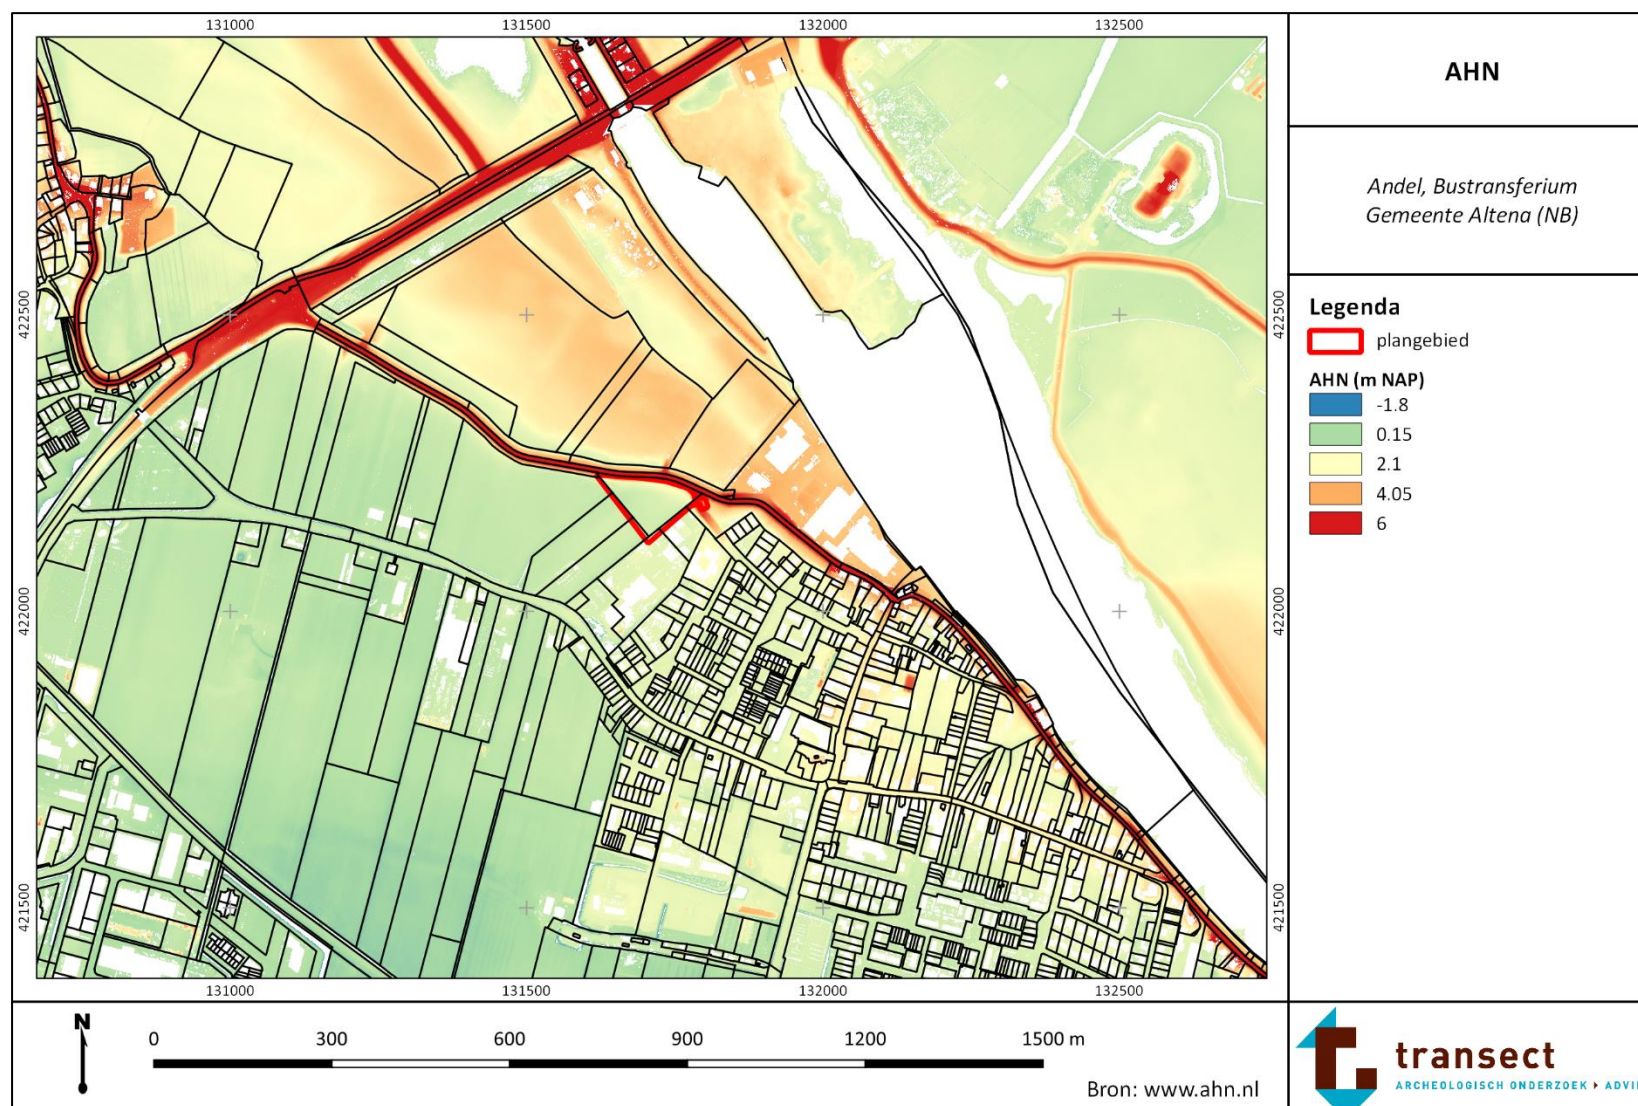 131000 131500 132000 132500
AHN
Andel, Bustransferium
Gemeente Altena (NB)
422500 422500
Legenda
plangebied
AHN (m NAP)
-1.8
0.15
2.1
4.05
6
422000 422000
421500 421500
131000 131500 132000 132500
N
0 300 600 900 1200 1500 m
Bron: www.ahn.nl
transect
ARCHEOLOGISCH ONDERZOEK ADVI